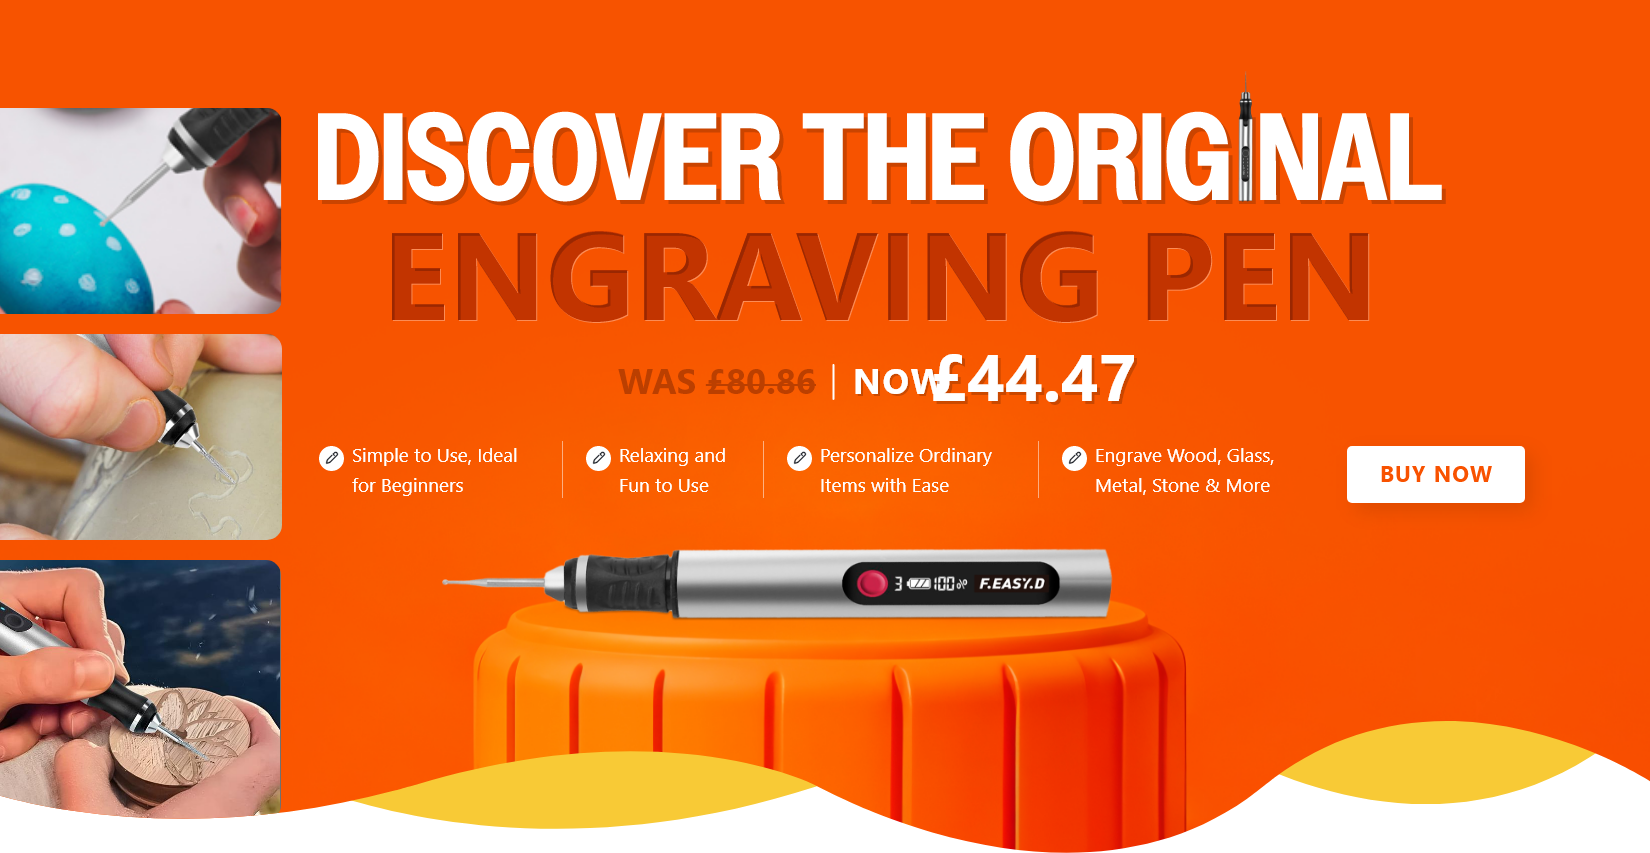 DISCOVER THE ORIGINAL
ENGRAVING PEN
WAS £80.86 | NOW £44.47
Simple to Use, Ideal
for Beginners
Relaxing and
Fun to Use
Personalize Ordinary
Items with Ease
Engrave Wood, Glass,
Metal, Stone & More
BUY NOW
3 100% F.EASY.D